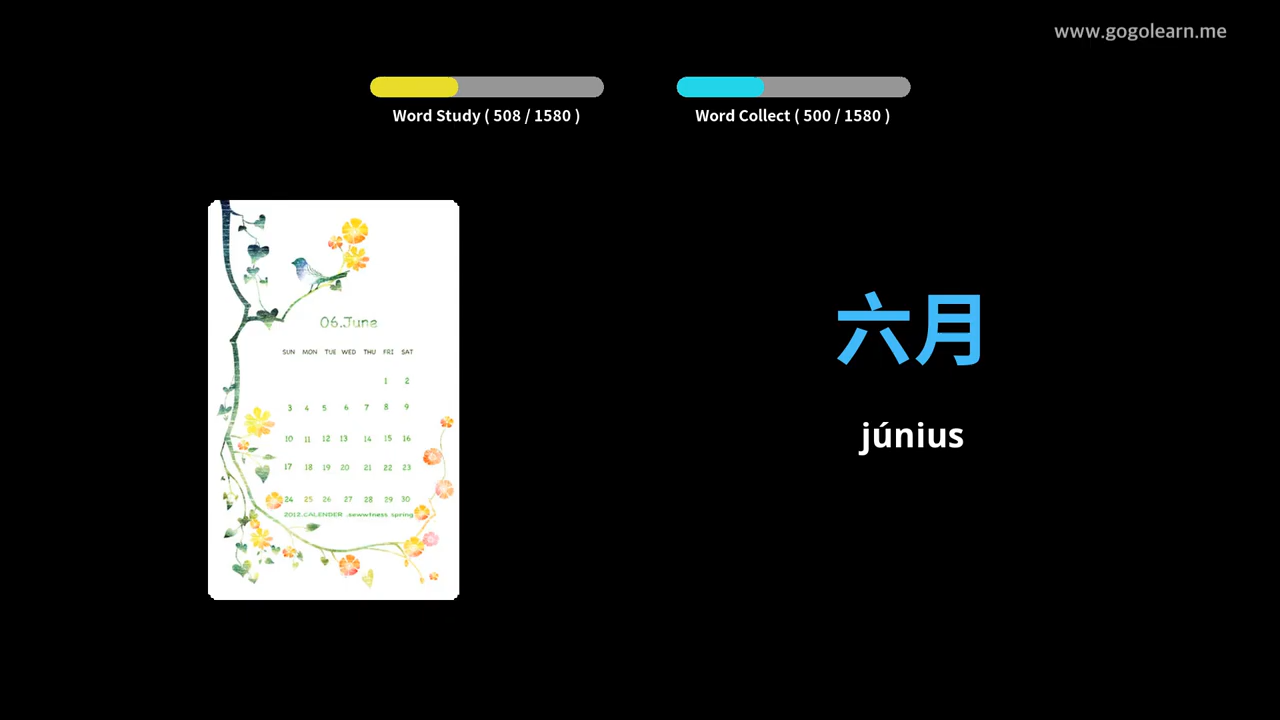 www.gogolearn.me
Word Study ( 508 / 1580 )
Word Collect ( 500 / 1580 )
06.June
SUN MON TUE WED THU FRI SAT
1 2
3 4 5 6 7 8 9
10 11 12 13 14 15 16
17 18 19 20 21 22 23
24 25 26 27 28 29 30
2012.CALENDER .sewwtness spring
六月
június